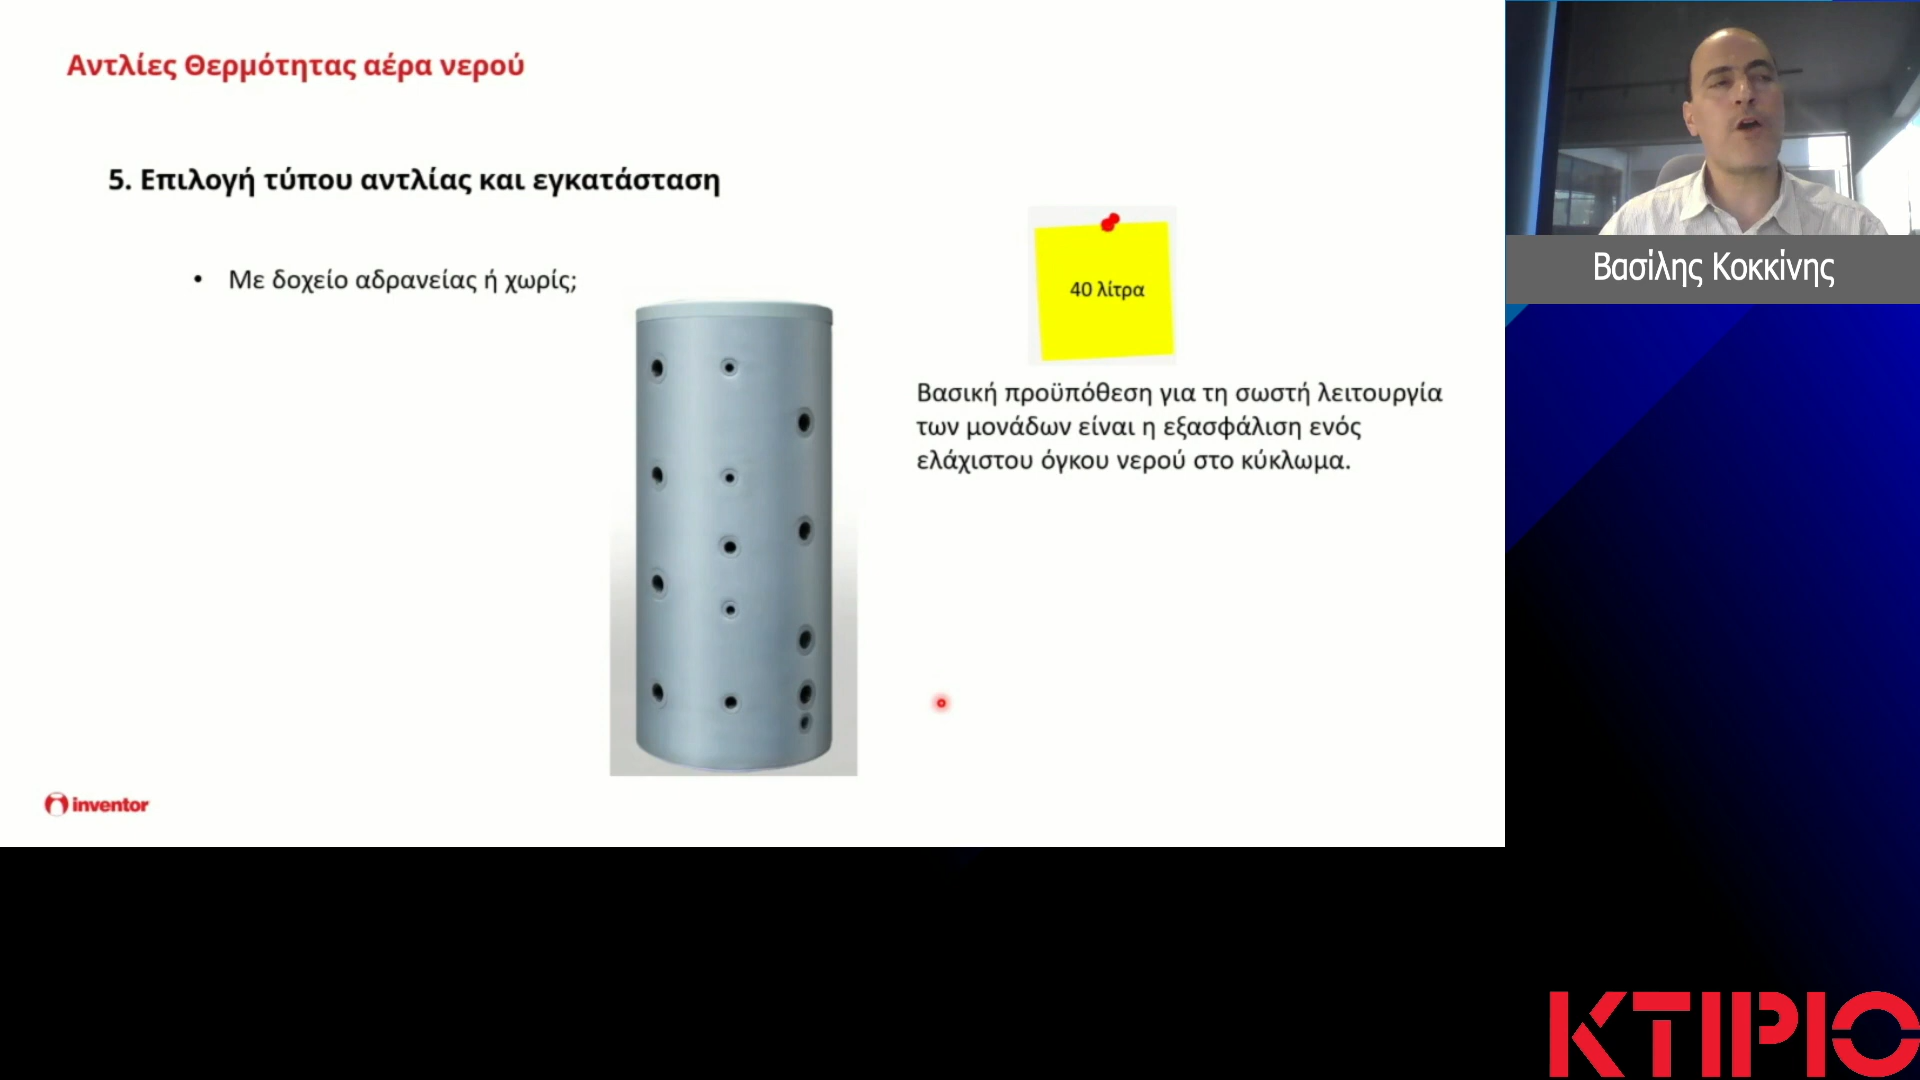 Αντλίες Θερμότητας αέρα νερού
5. Επιλογή τύπου αντλίας και εγκατάσταση
• Με δοχείο αδρανείας ή χωρίς;
40 λίτρα
Βασική προϋπόθεση για τη σωστή λειτουργία
των μονάδων είναι η εξασφάλιση ενός
ελάχιστου όγκου νερού στο κύκλωμα.
inventor
Βασίλης Κοκκίνης
ΚΤΙΡΙΟ